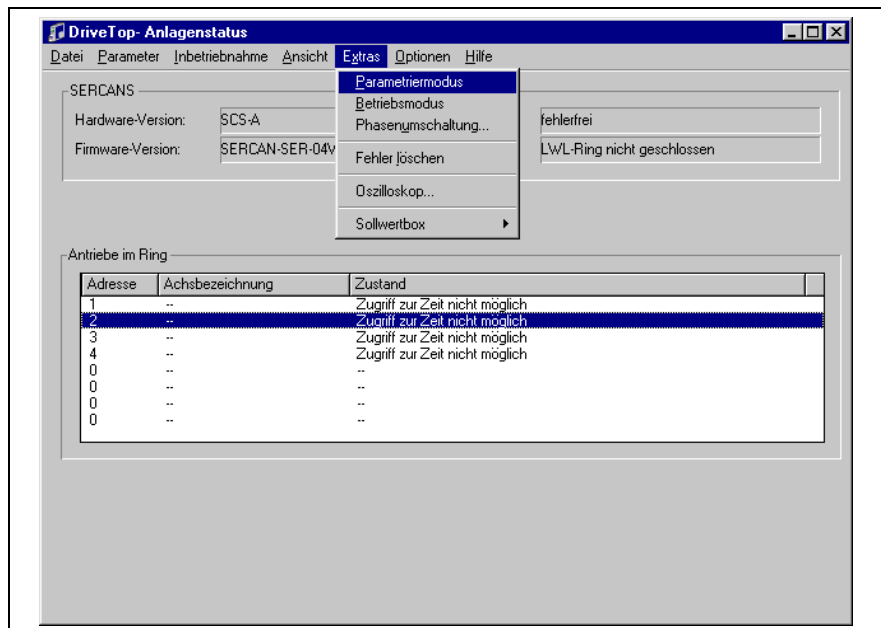 DriveTop- Anlagenstatus
Datei Parameter Inbetriebnahme Ansicht Extras Optionen Hilfe
Parametriermodus
Betriebsmodus
Phasenumschaltung...
Fehler löschen
Oszilloskop...
Sollwertbox
SERCANS
Hardware-Version: SCS-A fehlerfrei
Firmware-Version: SERCAN-SER-04V LWL-Ring nicht geschlossen
Antriebe im Ring
Adresse Achsbezeichnung Zustand
1 -- Zugriff zur Zeit nicht möglich
2 -- Zugriff zur Zeit nicht möglich
3 -- Zugriff zur Zeit nicht möglich
4 -- Zugriff zur Zeit nicht möglich
0 -- --
0 -- --
0 -- --
0 -- --